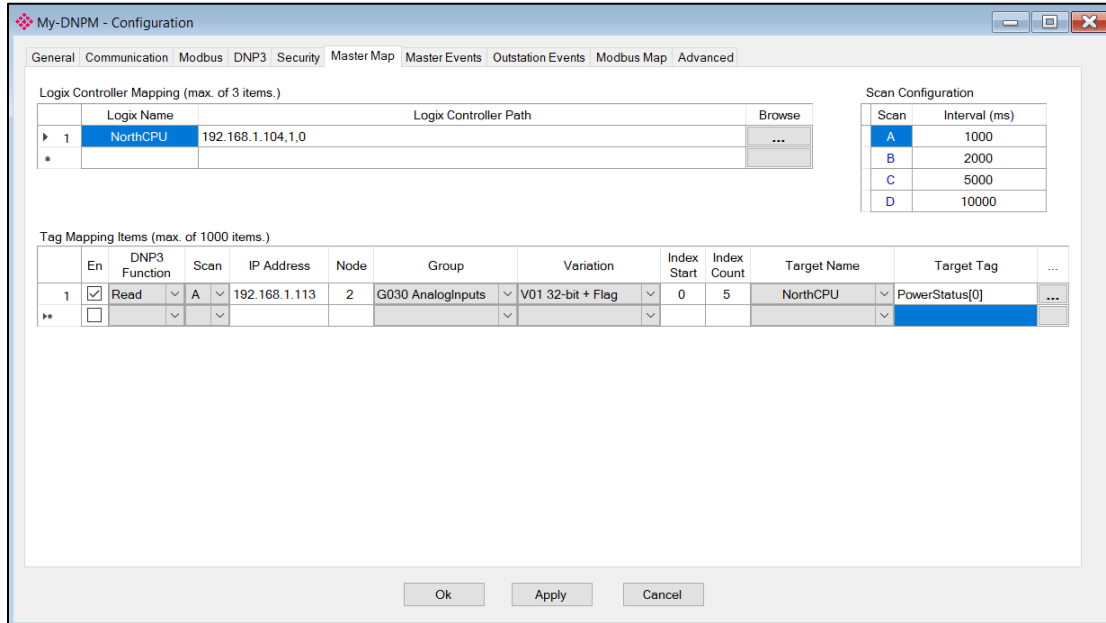 My-DNPM - Configuration
General Communication Modbus DNP3 Security Master Map Master Events Outstation Events Modbus Map Advanced
Logix Controller Mapping (max. of 3 items.)
Logix Name Logix Controller Path Browse
1 NorthCPU 192.168.1.104,1,0 ...
*
Scan Configuration
Scan Interval (ms)
A 1000
B 2000
C 5000
D 10000
Tag Mapping Items (max. of 1000 items.)
En DNP3 Function Scan IP Address Node Group Variation Index Start Index Count Target Name Target Tag ...
1 Read A 192.168.1.113 2 G030 AnalogInputs V01 32-bit + Flag 0 5 NorthCPU PowerStatus[0] ...
*
Ok Apply Cancel